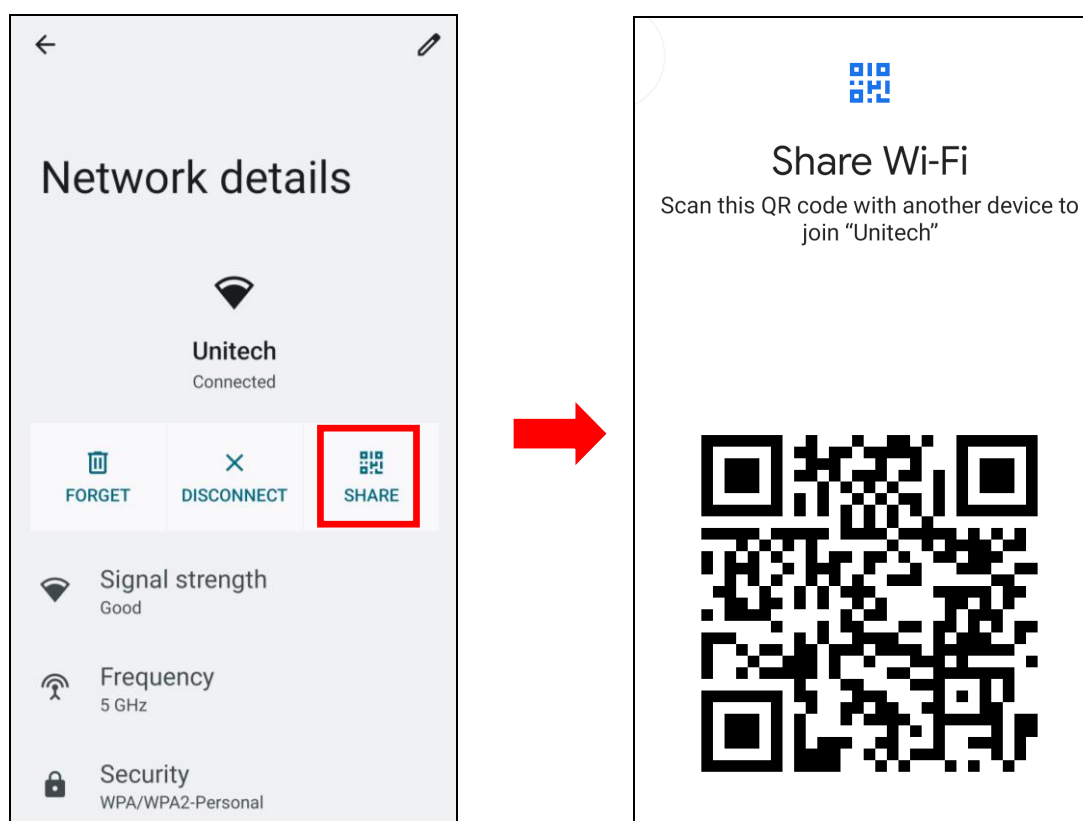 Network details
Unitech
Connected
FORGET
DISCONNECT
SHARE
Signal strength
Good
Frequency
5 GHz
Security
WPA/WPA2-Personal
Share Wi-Fi
Scan this QR code with another device to
join “Unitech”